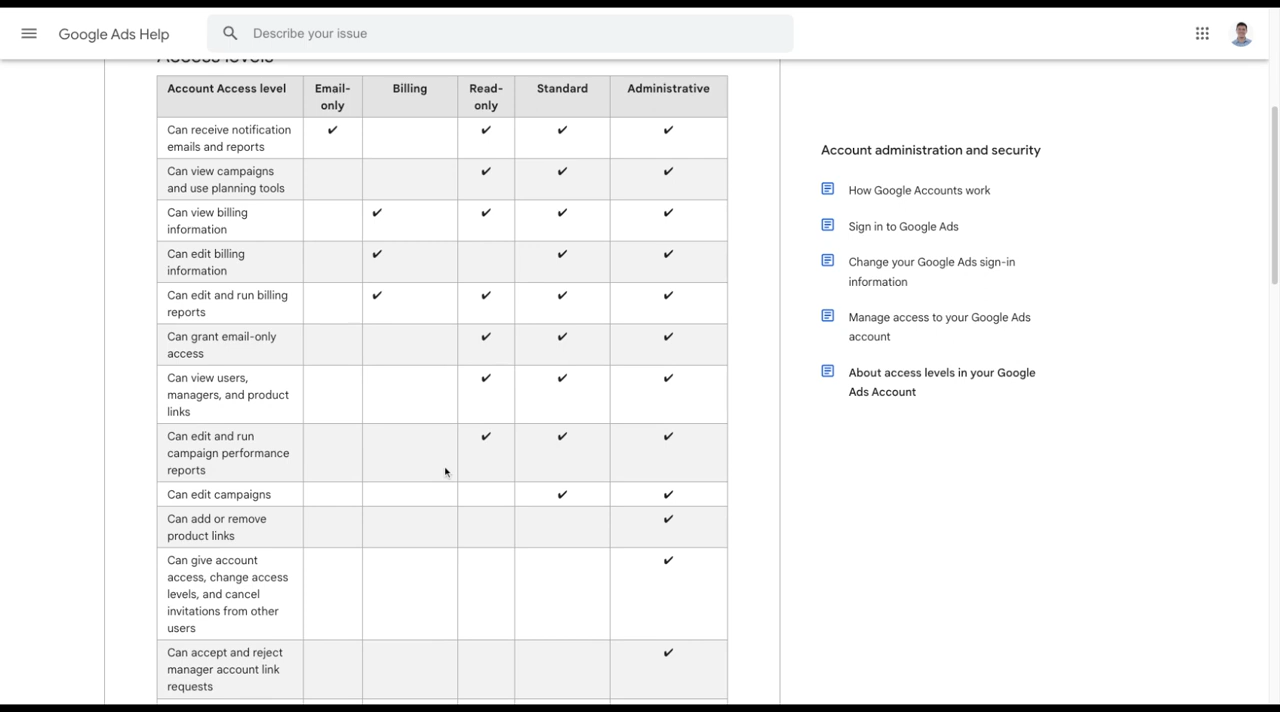 Google Ads Help
Describe your issue
Access levels
Account Access level
Email-
only
Billing
Read-
only
Standard
Administrative
Can receive notification
emails and reports
✔ ✔ ✔ ✔
Can view campaigns
and use planning tools
✔ ✔ ✔
Can view billing
information
✔ ✔ ✔ ✔
Can edit billing
information
✔ ✔ ✔
Can edit and run billing
reports
✔ ✔ ✔ ✔
Can grant email-only
access
✔ ✔ ✔
Can view users,
managers, and product
links
✔ ✔ ✔
Can edit and run
campaign performance
reports
✔ ✔ ✔
Can edit campaigns
✔ ✔
Can add or remove
product links
✔
Can give account
access, change access
levels, and cancel
invitations from other
users
✔
Can accept and reject
manager account link
requests
✔
Account administration and security
How Google Accounts work
Sign in to Google Ads
Change your Google Ads sign-in
information
Manage access to your Google Ads
account
About access levels in your Google
Ads Account